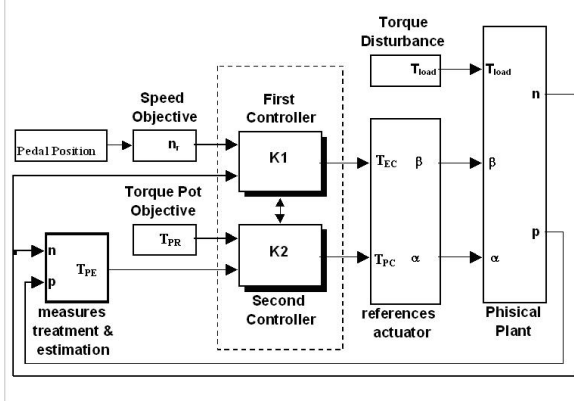 Torque
Disturbance
Tload
Tload
n
Speed
Objective
First
Controller
Pedal Position
nr
K1
TEC
β
β
Torque Pot
Objective
TPR
K2
p
n
TPE
p
TPC
α
α
measures
treatment &
estimation
Second
Controller
references
actuator
Phisical
Plant